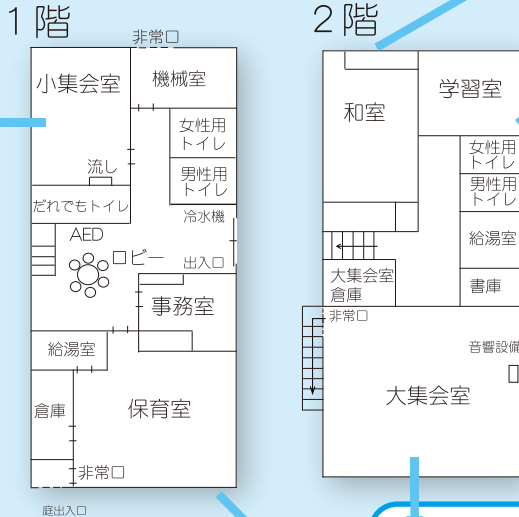 1階
非常口
小集会室
機械室
女性用
トイレ
流し
男性用
トイレ
だれでもトイレ
冷水機
AED
ロビー
出入口
事務室
給湯室
倉庫
保育室
非常口
庭出入口
2階
学習室
和室
女性用
トイレ
男性用
トイレ
給湯室
大集会室
倉庫
書庫
非常口
音響設備
大集会室